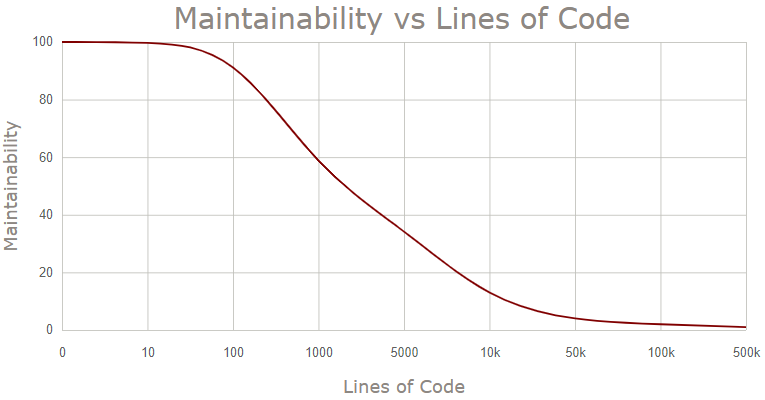 Maintainability vs Lines of Code
Maintainability
100
80
60
40
20
0
0 10 100 1000 5000 10k 50k 100k 500k
Lines of Code